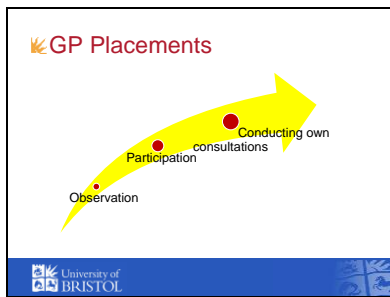 GP Placements
Conducting own
consultations
Participation
Observation
University of
BRISTOL